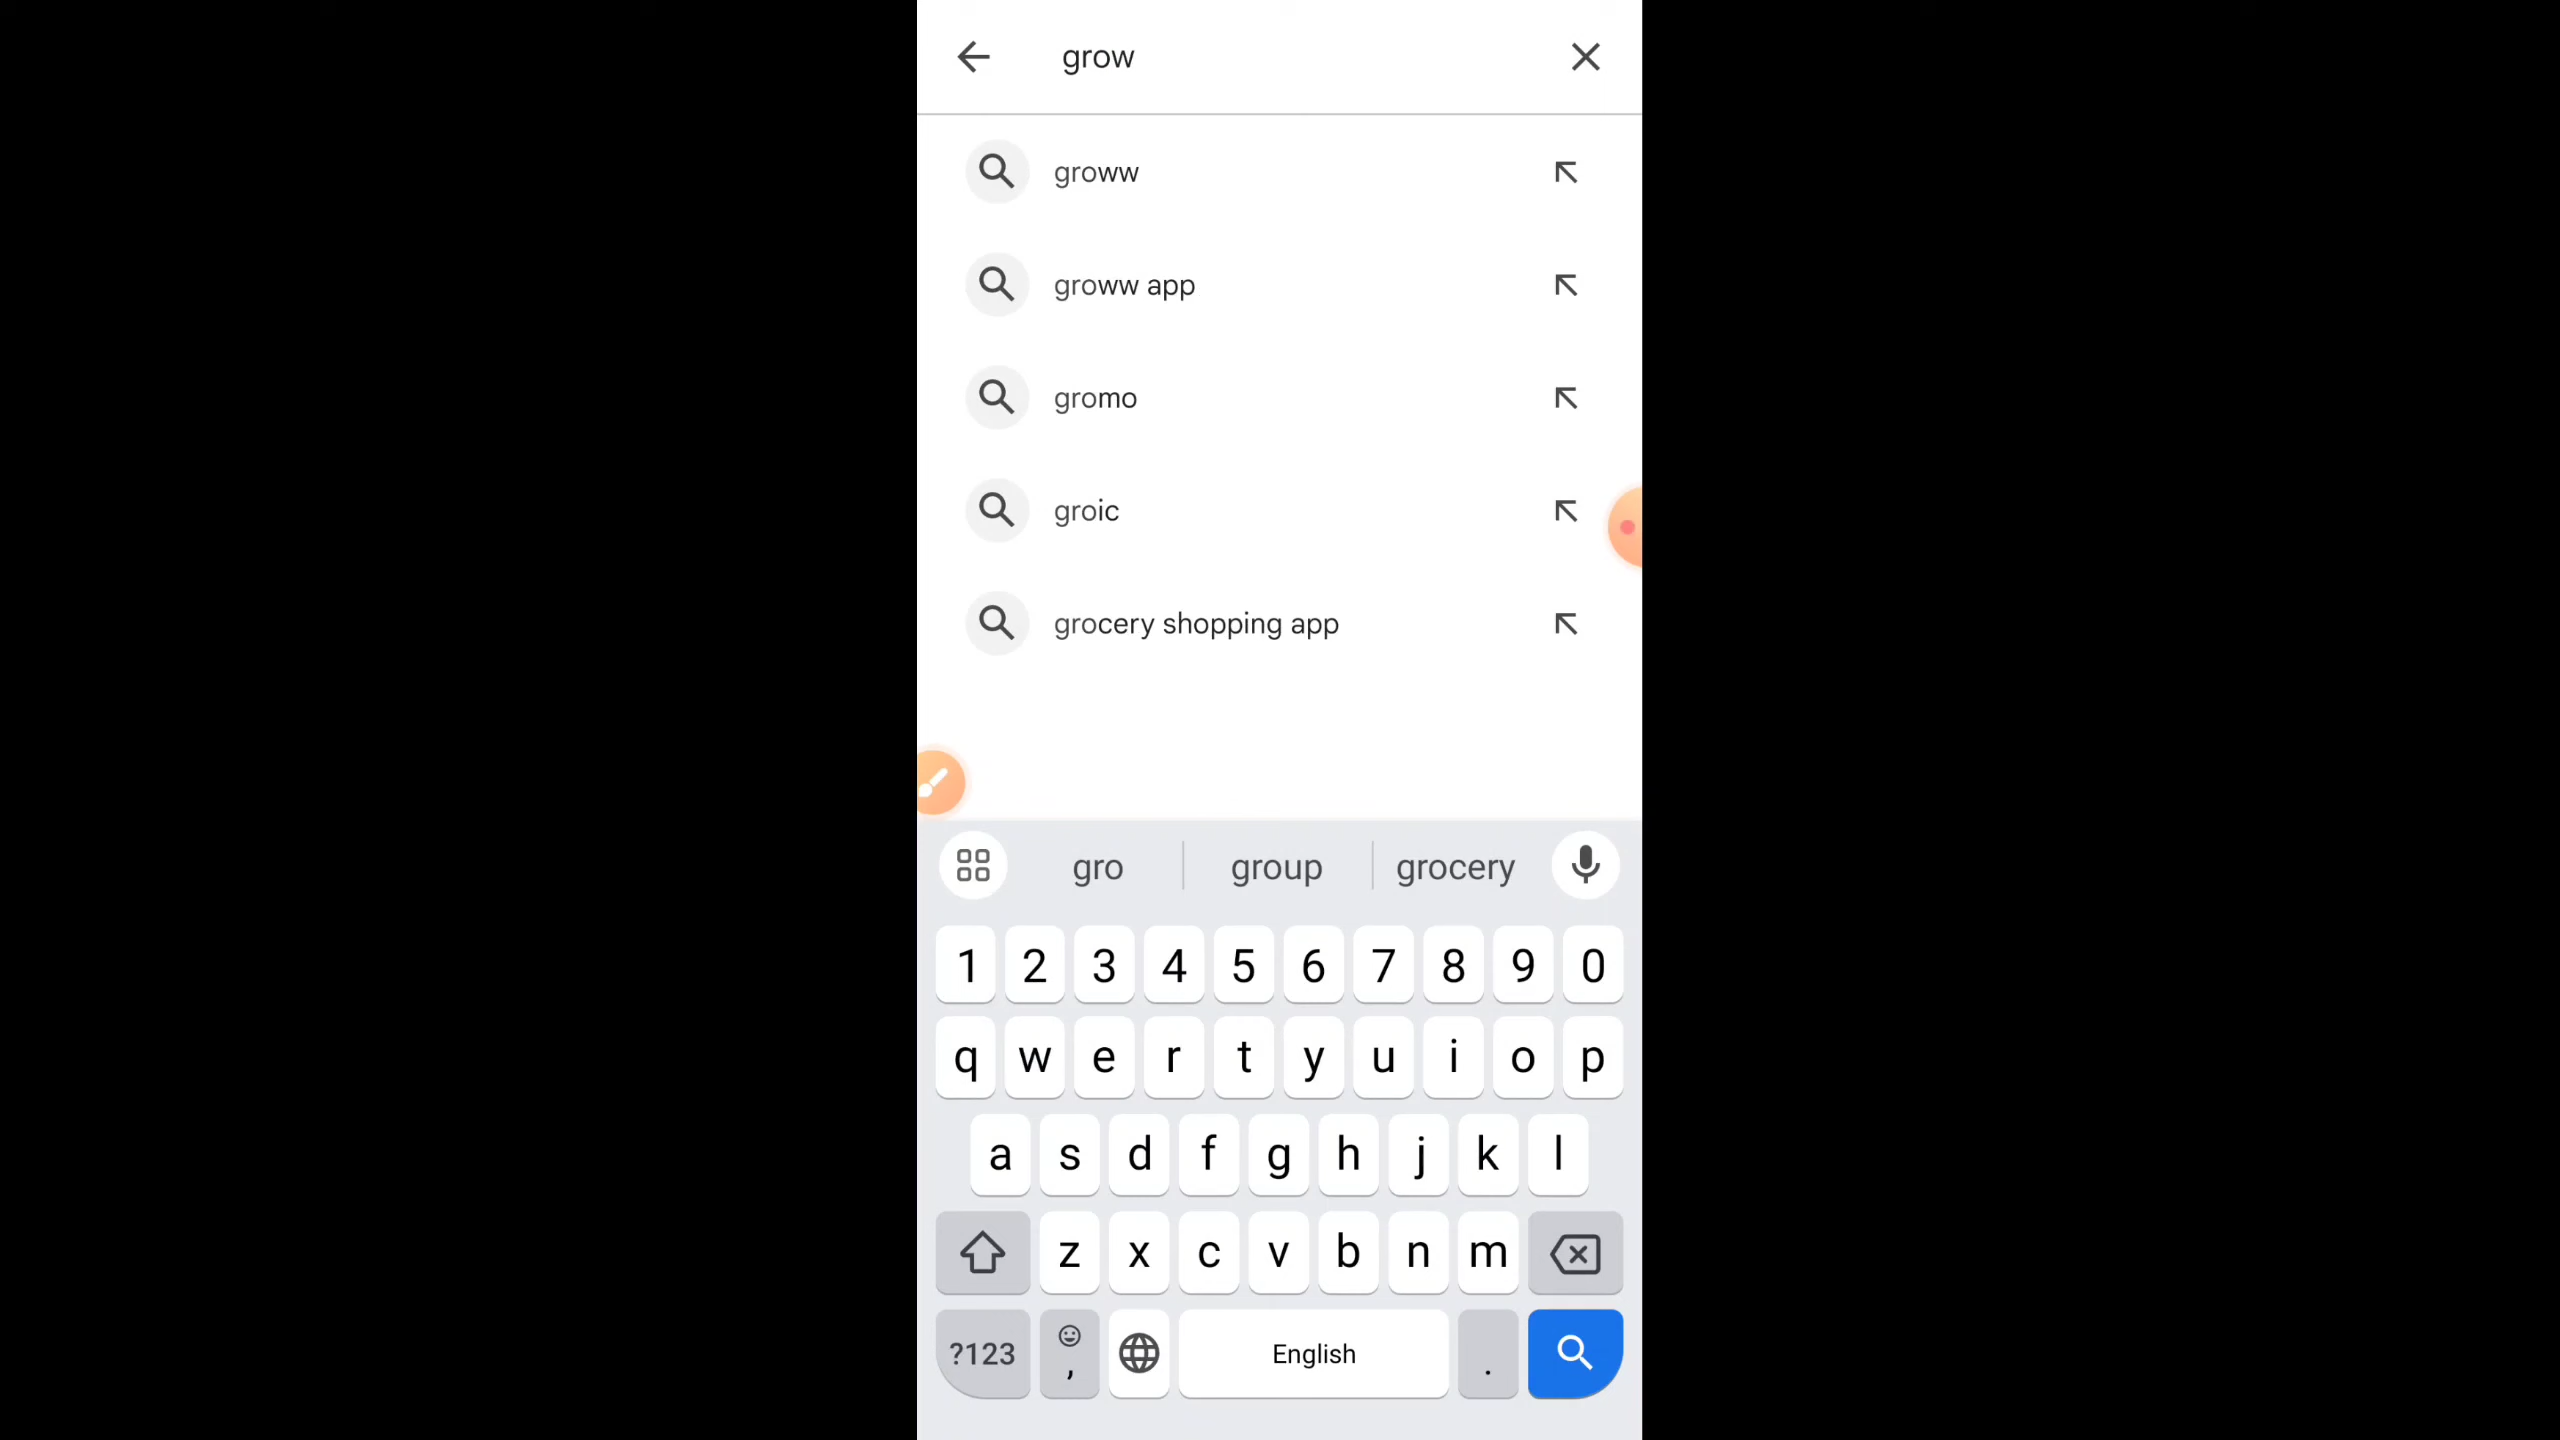 grow
groww
groww app
gromo
groic
grocery shopping app
gro group grocery
1 2 3 4 5 6 7 8 9 0
q w e r t y u i o p
a s d f g h j k l
z x c v b n m
?123 , English .